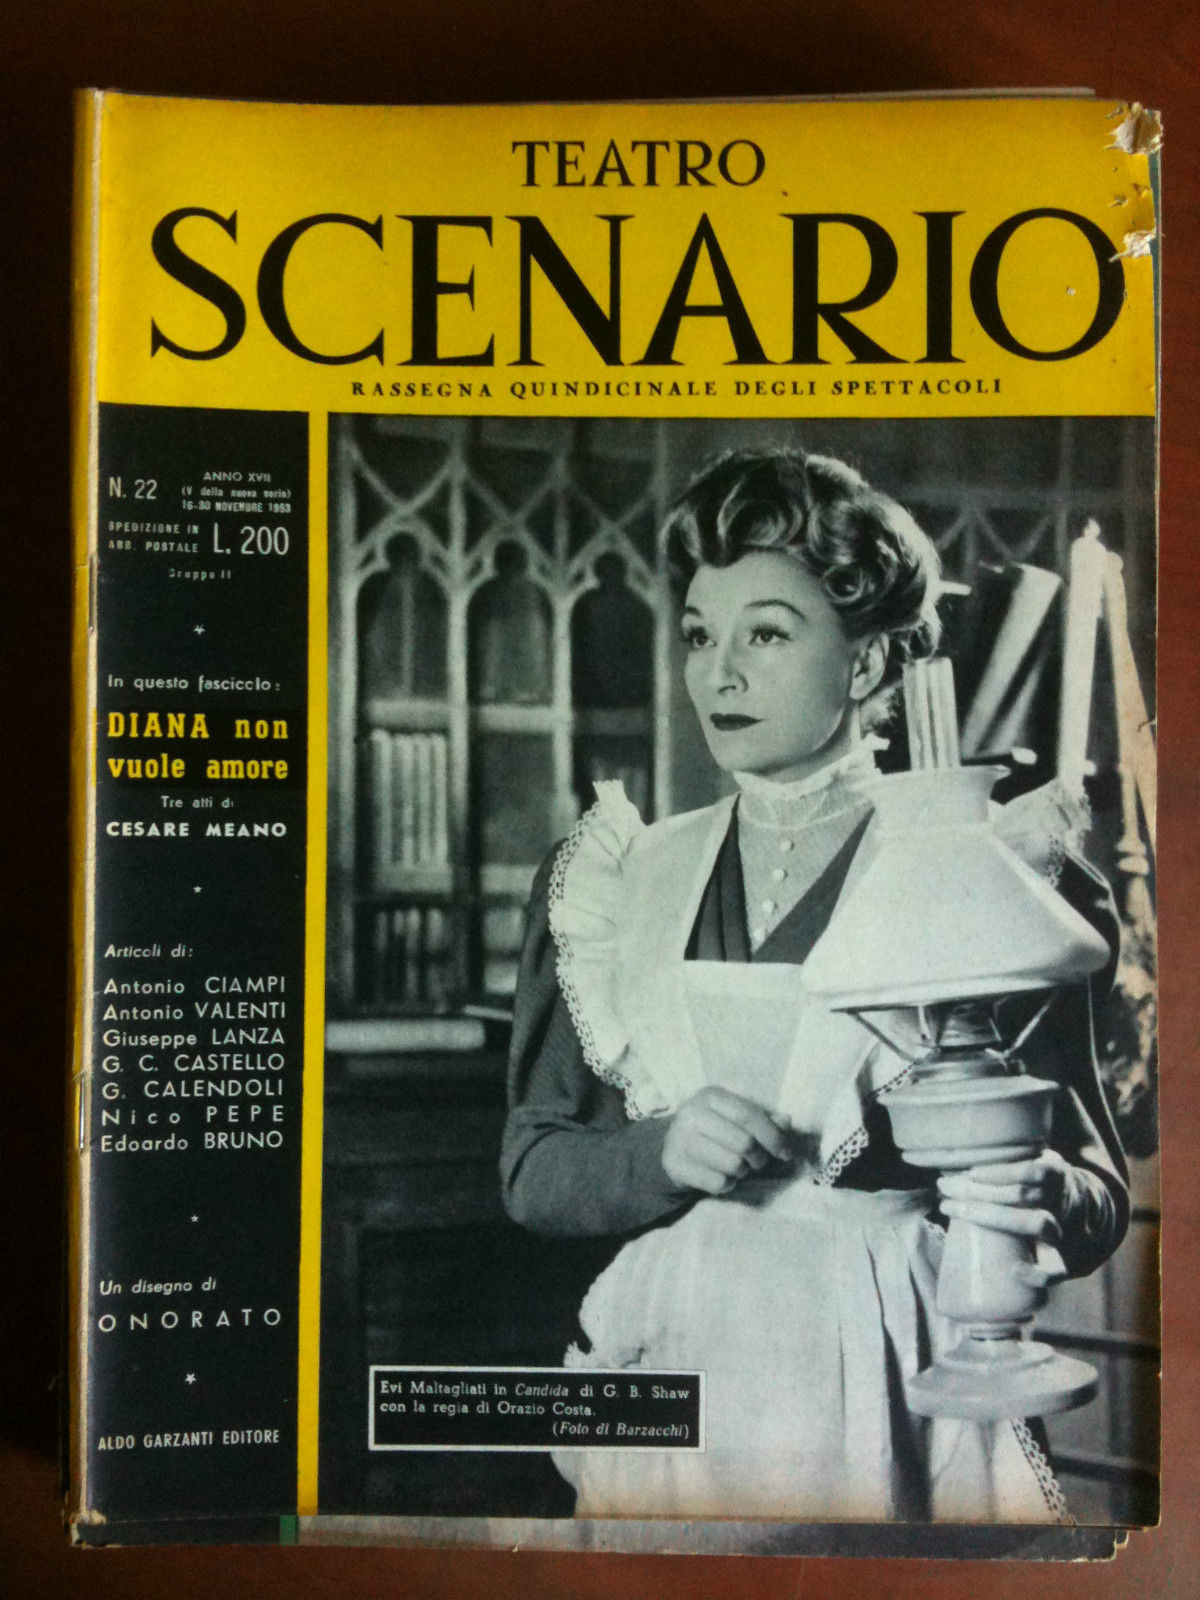 TEATRO
SCENARIO
RASSEGNA QUINDICINALE DEGLI SPETTACOLI
N. 22
ANNO XVII
(V della nuova serie)
16-30 NOVEMBRE 1953
SPEDIZIONE IN
ABB. POSTALE
L. 200
Gruppo II
In questo fascicolo:
DIANA non
vuole amore
Tre atti di
CESARE MEANO
Articoli di:
Antonio CIAMPI
Antonio VALENTI
Giuseppe LANZA
G. C. CASTELLO
G. CALENDOLI
Nico PEPE
Edoardo BRUNO
Un disegno di
ONORATO
ALDO GARZANTI EDITORE
Evi Maltagliati in Candida di G. B. Shaw
con la regia di Orazio Costa.
(Foto di Barzacchi)